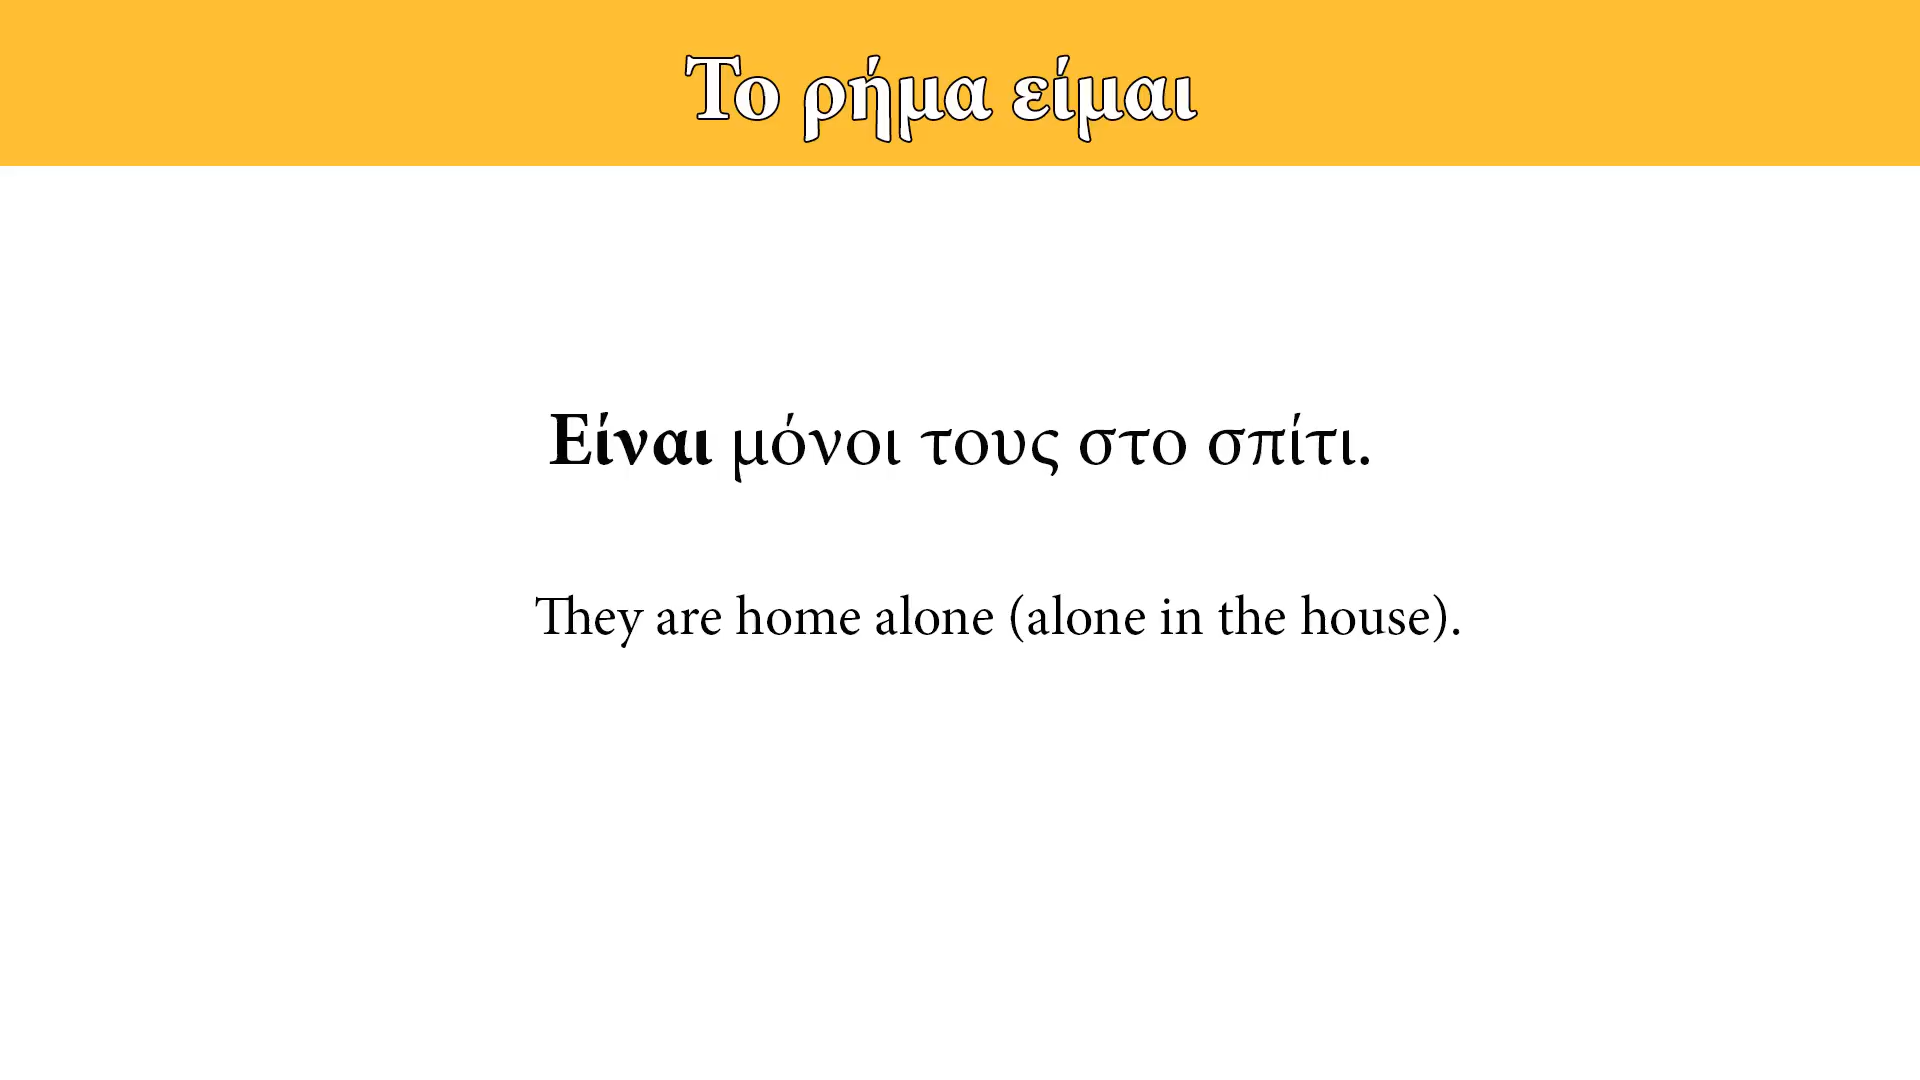 Το ρήμα είμαι
Είναι μόνοι τους στο σπίτι.
They are home alone (alone in the house).